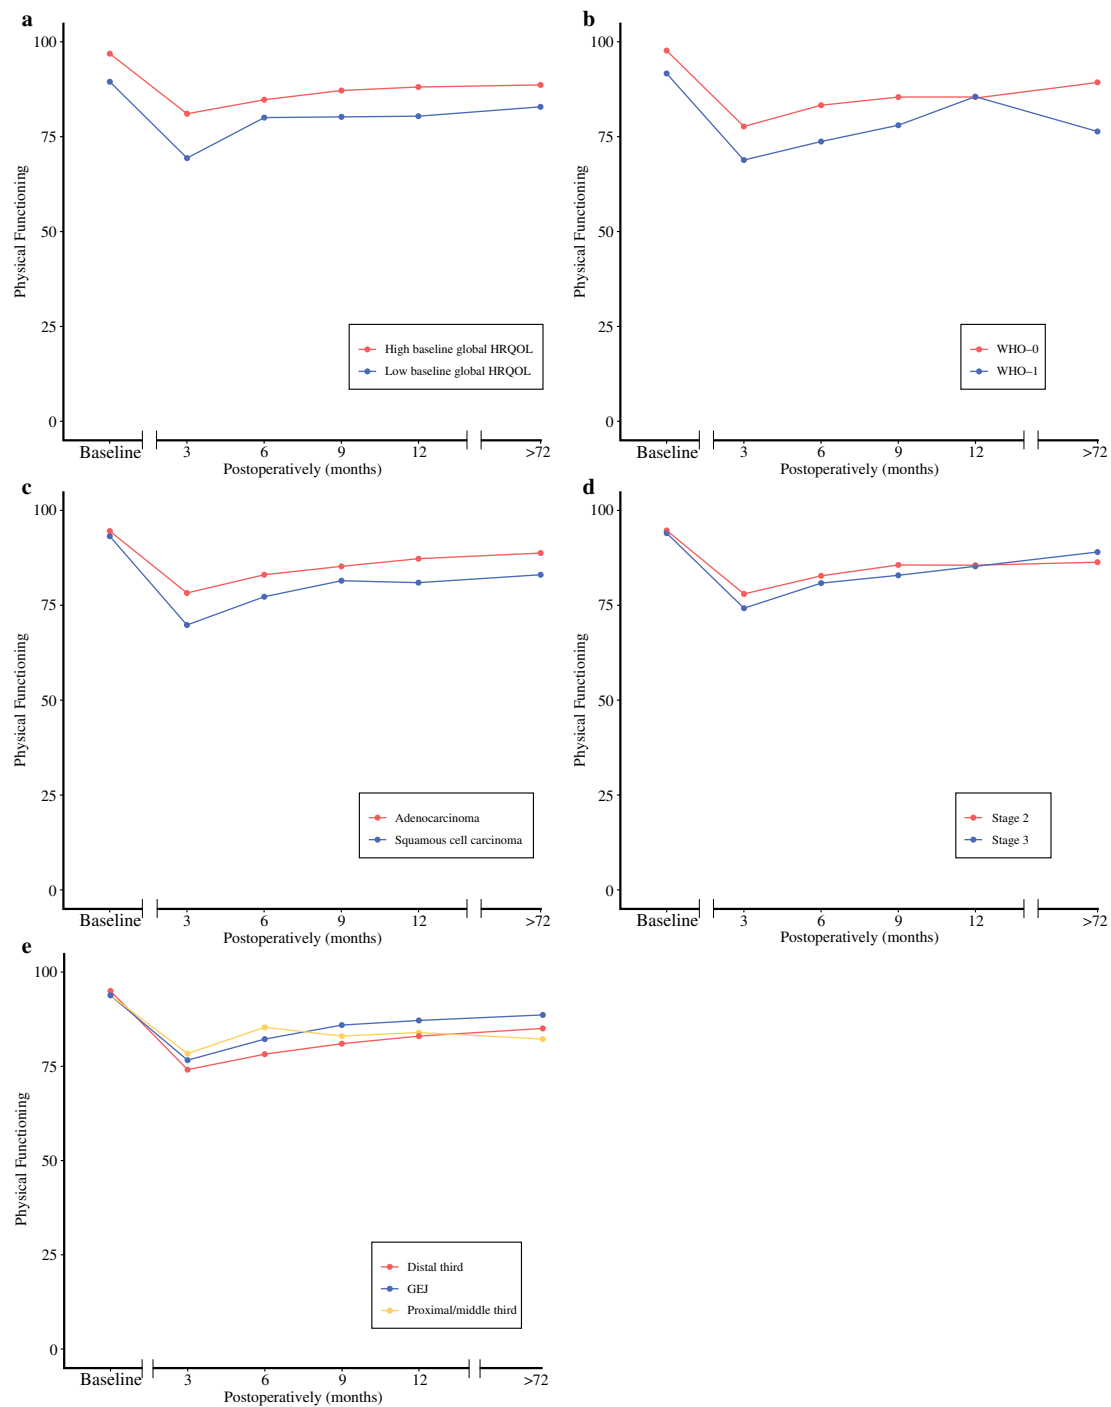 a
100
75
50
25
0
Physical Functioning
High baseline global HRQOL
Low baseline global HRQOL
Baseline 3 6 9 12 >72
Postoperatively (months)
b
100
75
50
25
0
Physical Functioning
WHO−0
WHO−1
Baseline 3 6 9 12 >72
Postoperatively (months)
c
100
75
50
25
0
Physical Functioning
Adenocarcinoma
Squamous cell carcinoma
Baseline 3 6 9 12 >72
Postoperatively (months)
d
100
75
50
25
0
Physical Functioning
Stage 2
Stage 3
Baseline 3 6 9 12 >72
Postoperatively (months)
e
100
75
50
25
0
Physical Functioning
Distal third
GEJ
Proximal/middle third
Baseline 3 6 9 12 >72
Postoperatively (months)